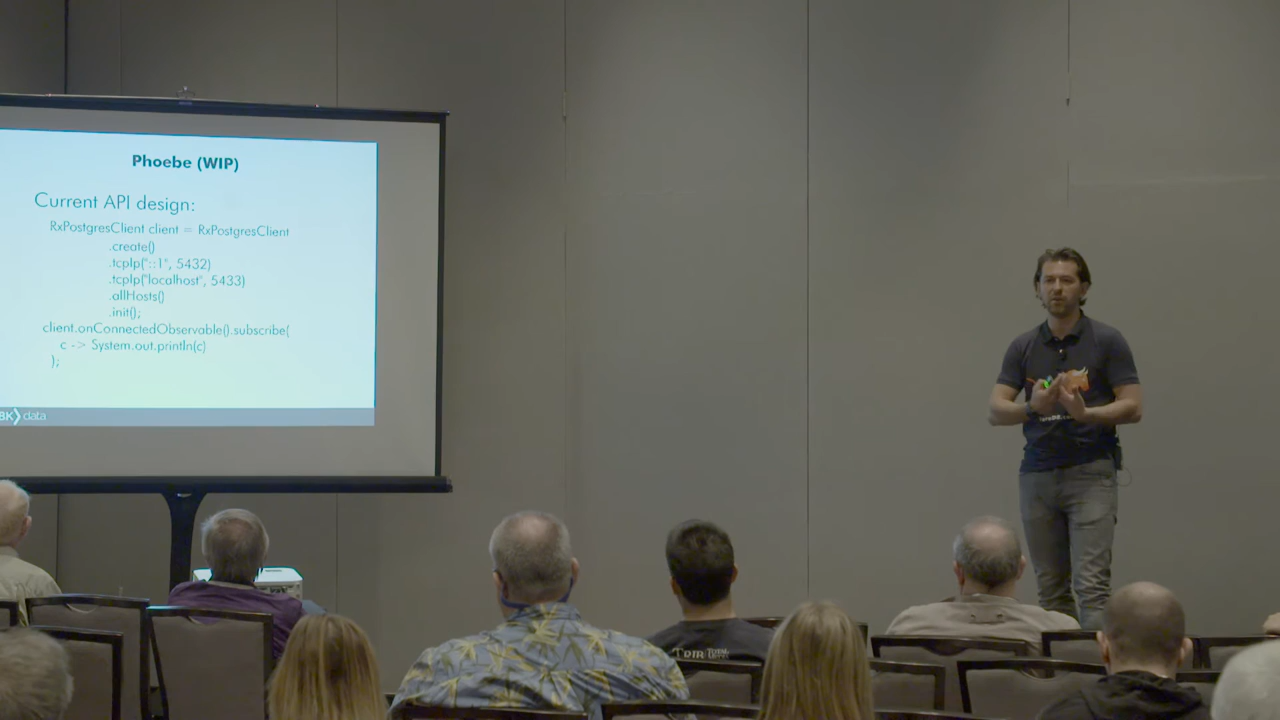 Phoebe (WIP)
Current API design:
RxPostgresClient client = RxPostgresClient
.create()
.tcpIp("::1", 5432)
.tcpIp("localhost", 5433)
.allHosts()
.init();
client.onConnectedObservable().subscribe(
c -> System.out.println(c)
);
BK data